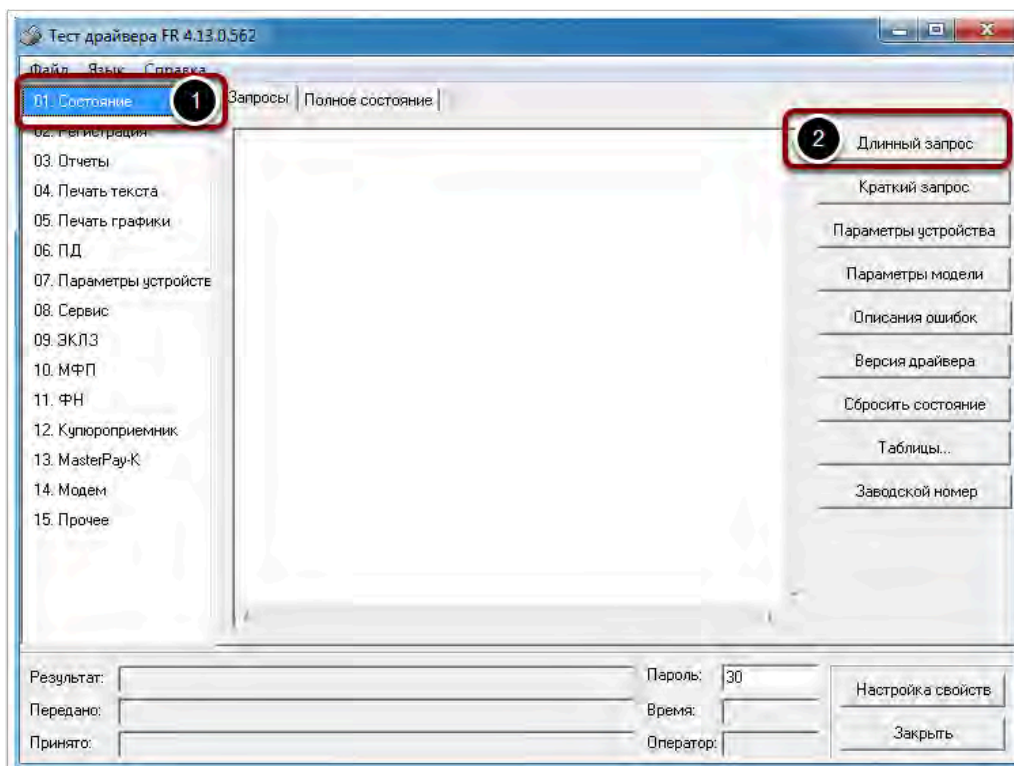 Тест драйвера FR 4.13.0.562
Файл Язык Справка
01. Состояние
1
Запросы
Полное состояние
02. Регистрация
03. Отчеты
04. Печать текста
05. Печать графики
06. ПД
07. Параметры устройств
08. Сервис
09. ЭКЛЗ
10. МФП
11. ФН
12. Купюроприемник
13. MasterPay-K
14. Модем
15. Прочее
2
Длинный запрос
Краткий запрос
Параметры устройства
Параметры модели
Описания ошибок
Версия драйвера
Сбросить состояние
Таблицы...
Заводской номер
Результат:
Передано:
Принято:
Пароль: 30
Время:
Оператор:
Настройка свойств
Закрыть